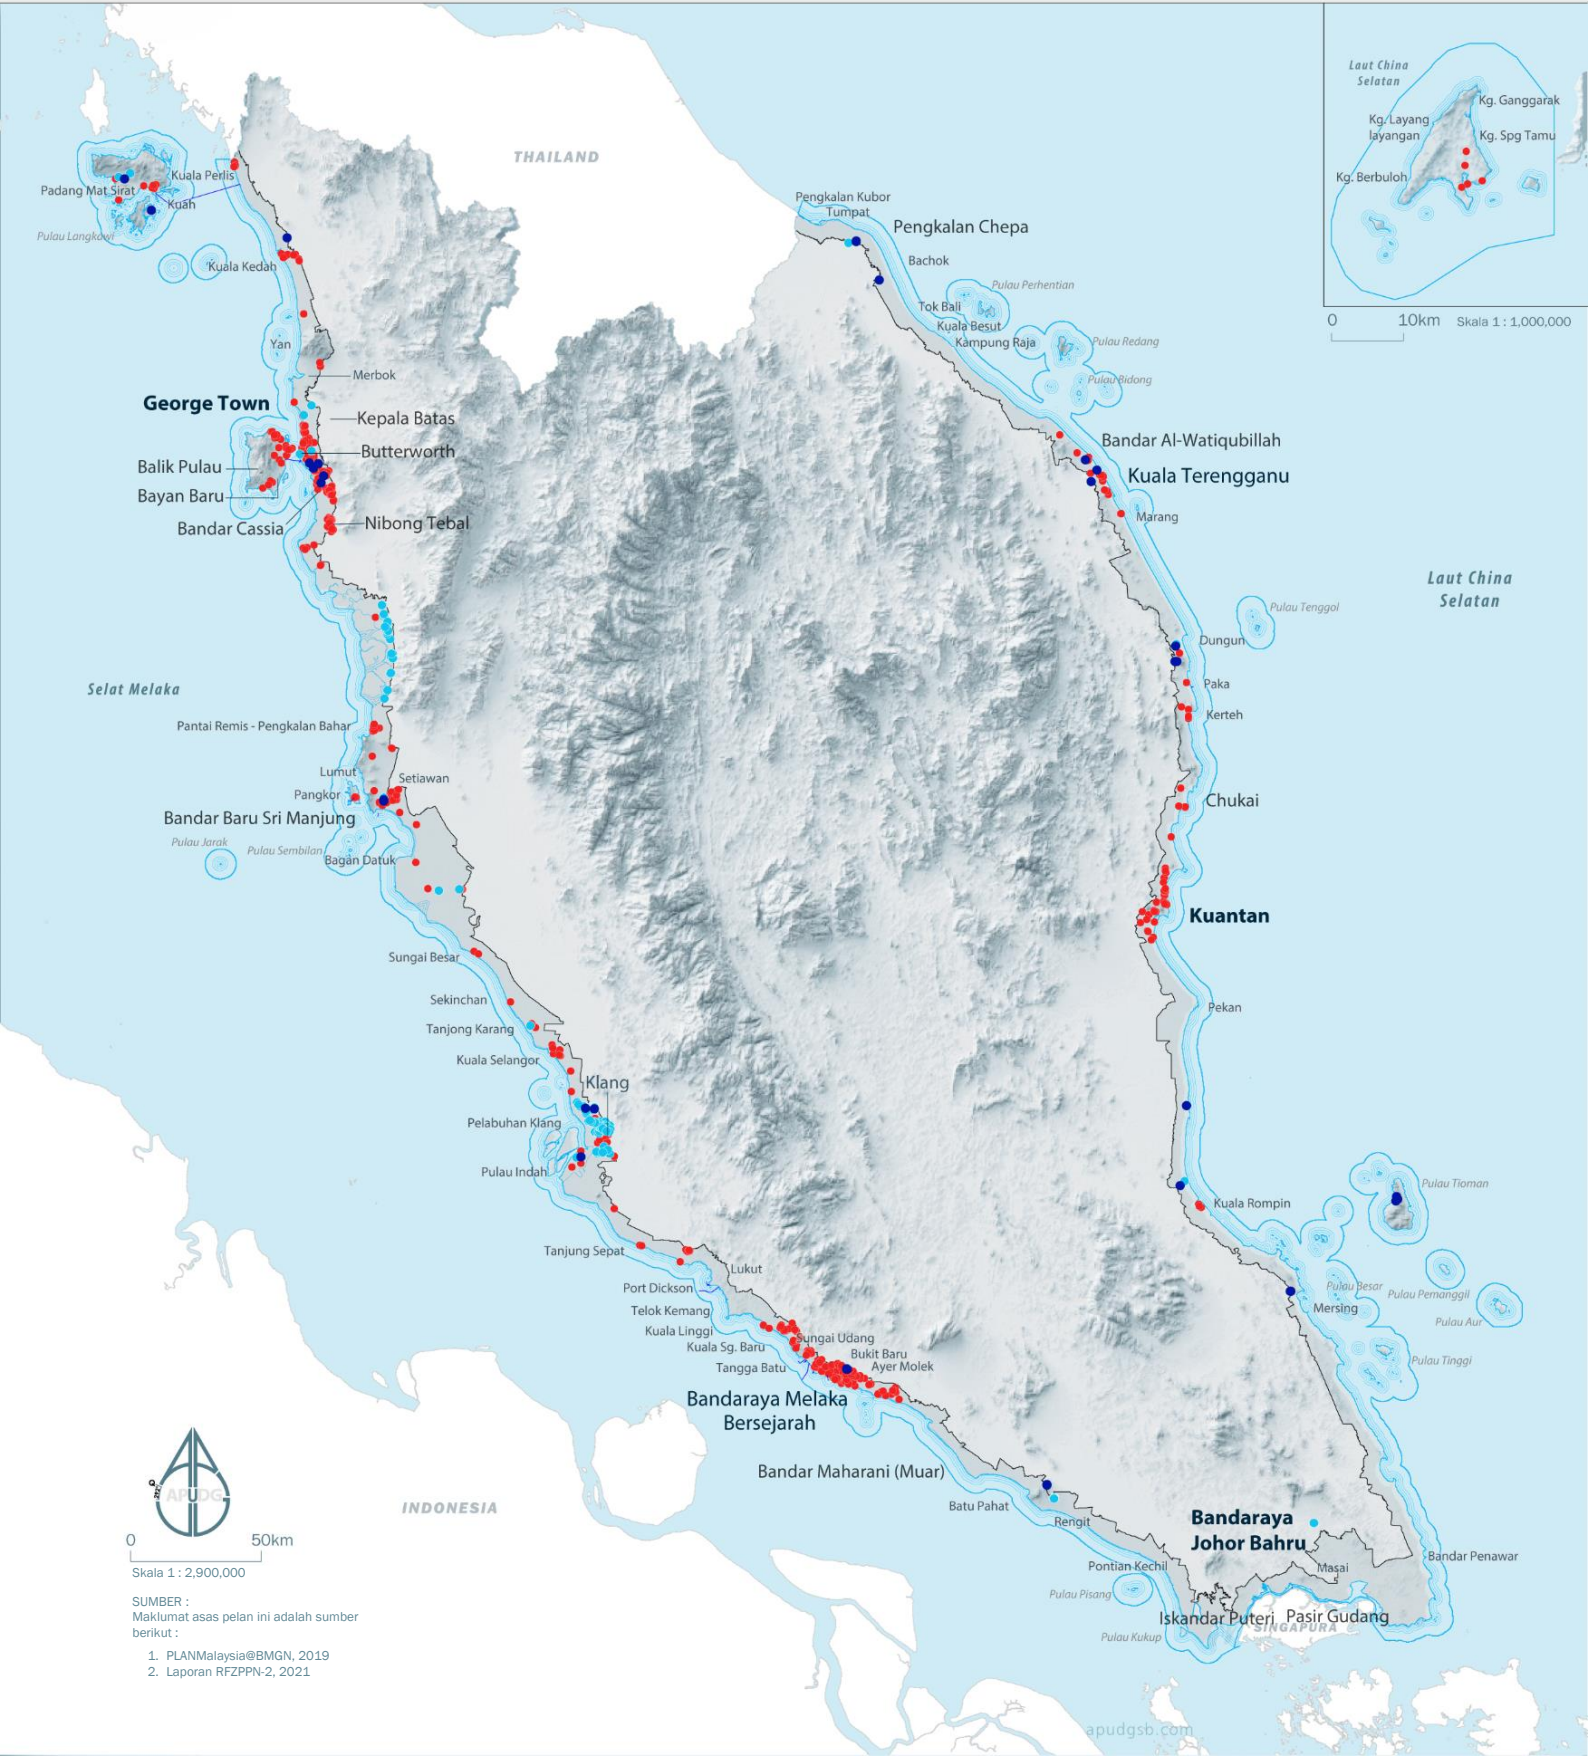 THAILAND
Laut China
Selatan
Kg. Ganggarak
Kg. Layang
layangan
Kg. Spg Tamu
Kg. Berbuloh
0 10km Skala 1 : 1,000,000
Kuala Perlis
Padang Mat Sirat
Kuah
Pulau Langkawi
Kuala Kedah
Yan
Merbok
George Town
Kepala Batas
Butterworth
Balik Pulau
Bayan Baru
Bandar Cassia
Nibong Tebal
Pengkalan Kubor
Tumpat
Pengkalan Chepa
Bachok
Pulau Perhentian
Tok Bali
Kuala Besut
Kampung Raja
Pulau Redang
Pulau Bidong
Bandar Al-Watiqubillah
Kuala Terengganu
Marang
Laut China
Selatan
Pulau Tenggol
Dungun
Paka
Kerteh
Chukai
Kuantan
Pekan
Selat Melaka
Pantai Remis - Pengkalan Bahar
Lumut
Setiawan
Pangkor
Bandar Baru Sri Manjung
Pulau Jarak
Pulau Sembilan
Bagan Datuk
Sungai Besar
Sekinchan
Tanjong Karang
Kuala Selangor
Klang
Pelabuhan Klang
Pulau Indah
Tanjung Sepat
Lukut
Port Dickson
Telok Kemang
Kuala Linggi
Sungai Udang
Kuala Sg. Baru
Bukit Baru
Tangga Batu
Ayer Molek
Bandaraya Melaka
Bersejarah
Bandar Maharani (Muar)
Batu Pahat
Rengit
Pontian Kechil
Pulau Pisang
Pulau Kukup
Kuala Rompin
Pulau Tioman
Pulau Besar
Pulau Pemanggil
Mersing
Pulau Aur
Pulau Tinggi
Bandaraya
Johor Bahru
Masai
Bandar Penawar
Iskandar Puteri
Pasir Gudang
SINGAPURA
INDONESIA
APUDG
0 50km
Skala 1 : 2,900,000
SUMBER :
Maklumat asas pelan ini adalah sumber
berikut :
1. PLANMalaysia@BMGN, 2019
2. Laporan RFZPPN-2, 2021
apudgsb.com